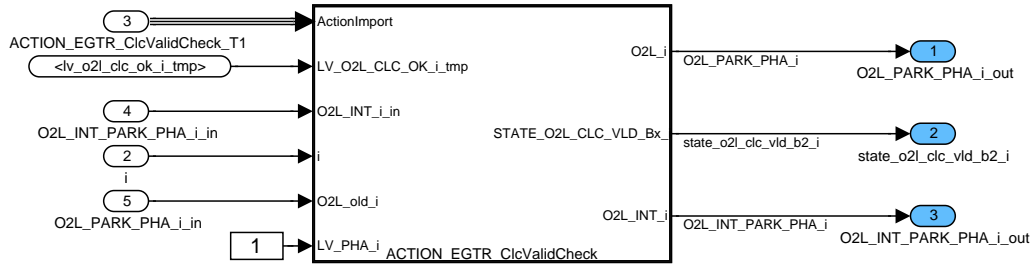 3
ACTION_EGTR_ClcValidCheck_T1
<lv_o2l_clc_ok_i_tmp>
4
O2L_INT_PARK_PHA_i_in
2
i
5
O2L_PARK_PHA_i_in
1
ActionImport
LV_O2L_CLC_OK_i_tmp
O2L_INT_i_in
i
O2L_old_i
LV_PHA_i
O2L_i
STATE_O2L_CLC_VLD_Bx_
O2L_INT_i
ACTION_EGTR_ClcValidCheck
O2L_PARK_PHA_i
1
O2L_PARK_PHA_i_out
state_o2l_clc_vld_b2_i
2
state_o2l_clc_vld_b2_i
O2L_INT_PARK_PHA_i
3
O2L_INT_PARK_PHA_i_out